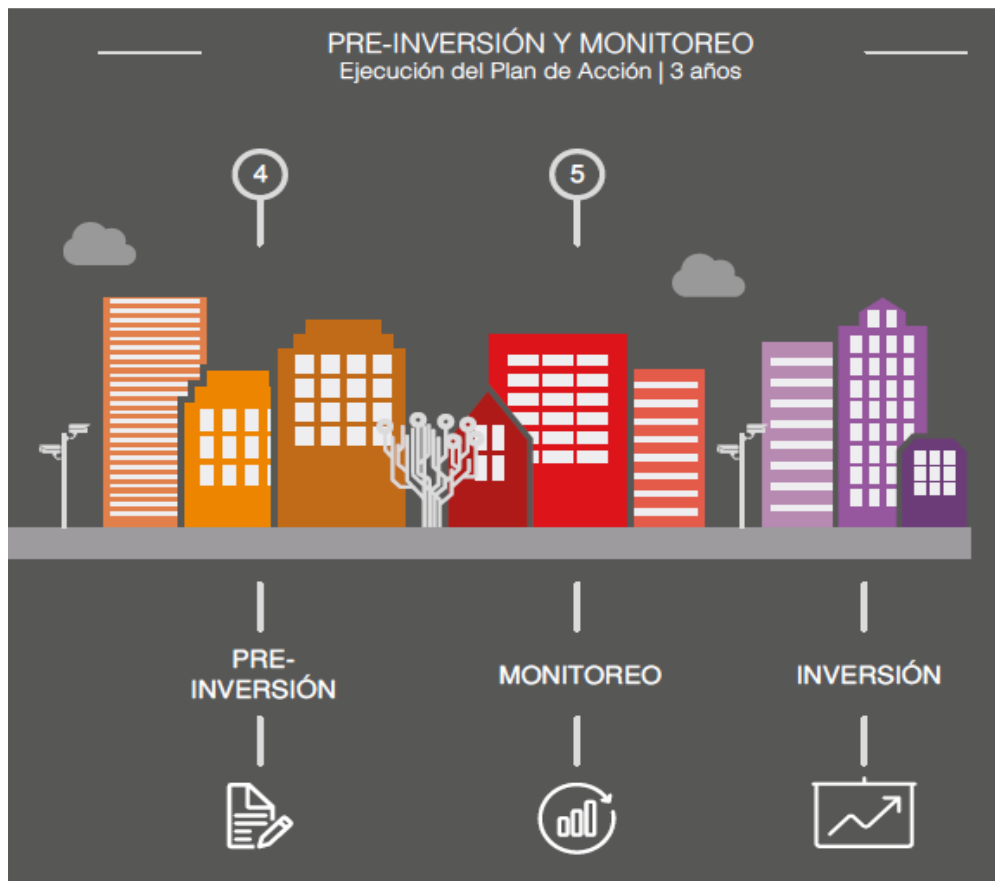 PRE-INVERSIÓN Y MONITOREO
Ejecución del Plan de Acción | 3 años
4
5
PRE-
INVERSIÓN
MONITOREO
INVERSIÓN